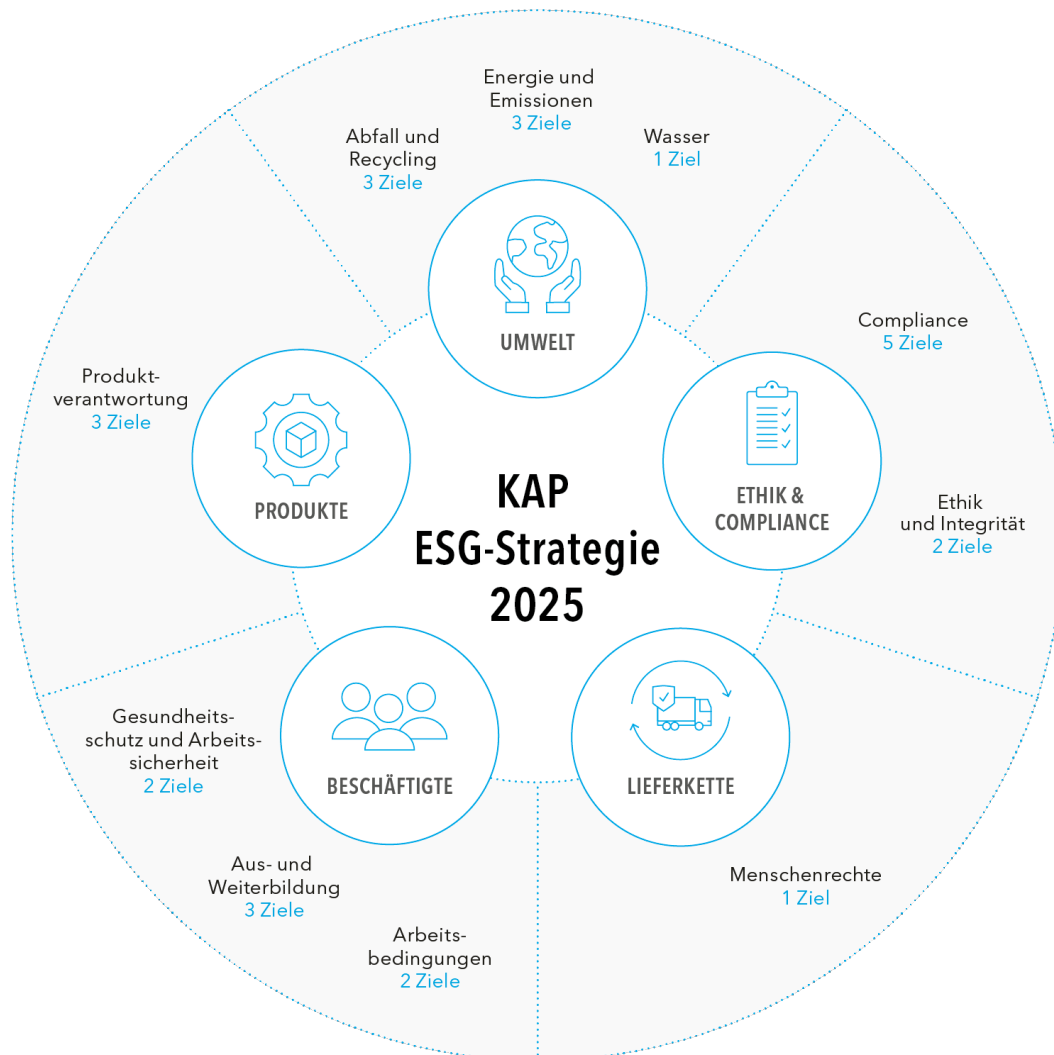 Energie und
Emissionen
3 Ziele
Abfall und
Recycling
3 Ziele
Wasser
1 Ziel
UMWELT
Compliance
5 Ziele
Ethik
und Integrität
2 Ziele
ETHIK &
COMPLIANCE
Produkt-
verantwortung
3 Ziele
PRODUKTE
KAP
ESG-Strategie
2025
Gesundheits-
schutz und Arbeits-
sicherheit
2 Ziele
Aus- und
Weiterbildung
3 Ziele
Arbeits-
bedingungen
2 Ziele
BESCHÄFTIGTE
LIEFERKETTE
Menschenrechte
1 Ziel